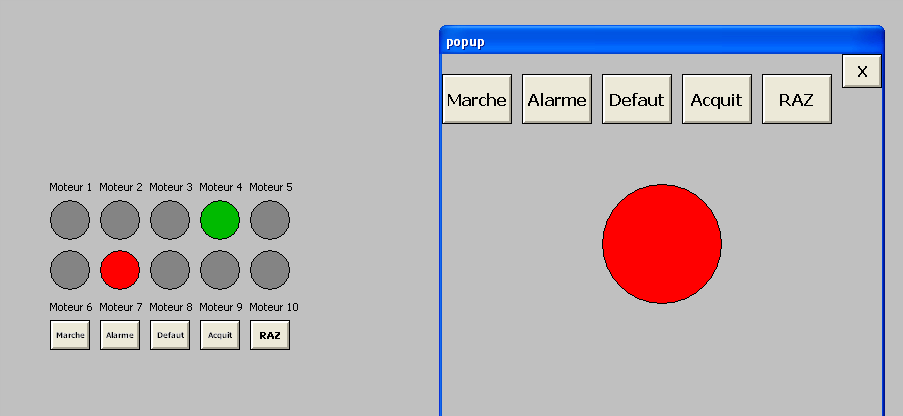 popup
X
Marche Alarme Defaut Acquit RAZ
Moteur 1 Moteur 2 Moteur 3 Moteur 4 Moteur 5
Moteur 6 Moteur 7 Moteur 8 Moteur 9 Moteur 10
Marche Alarme Defaut Acquit RAZ